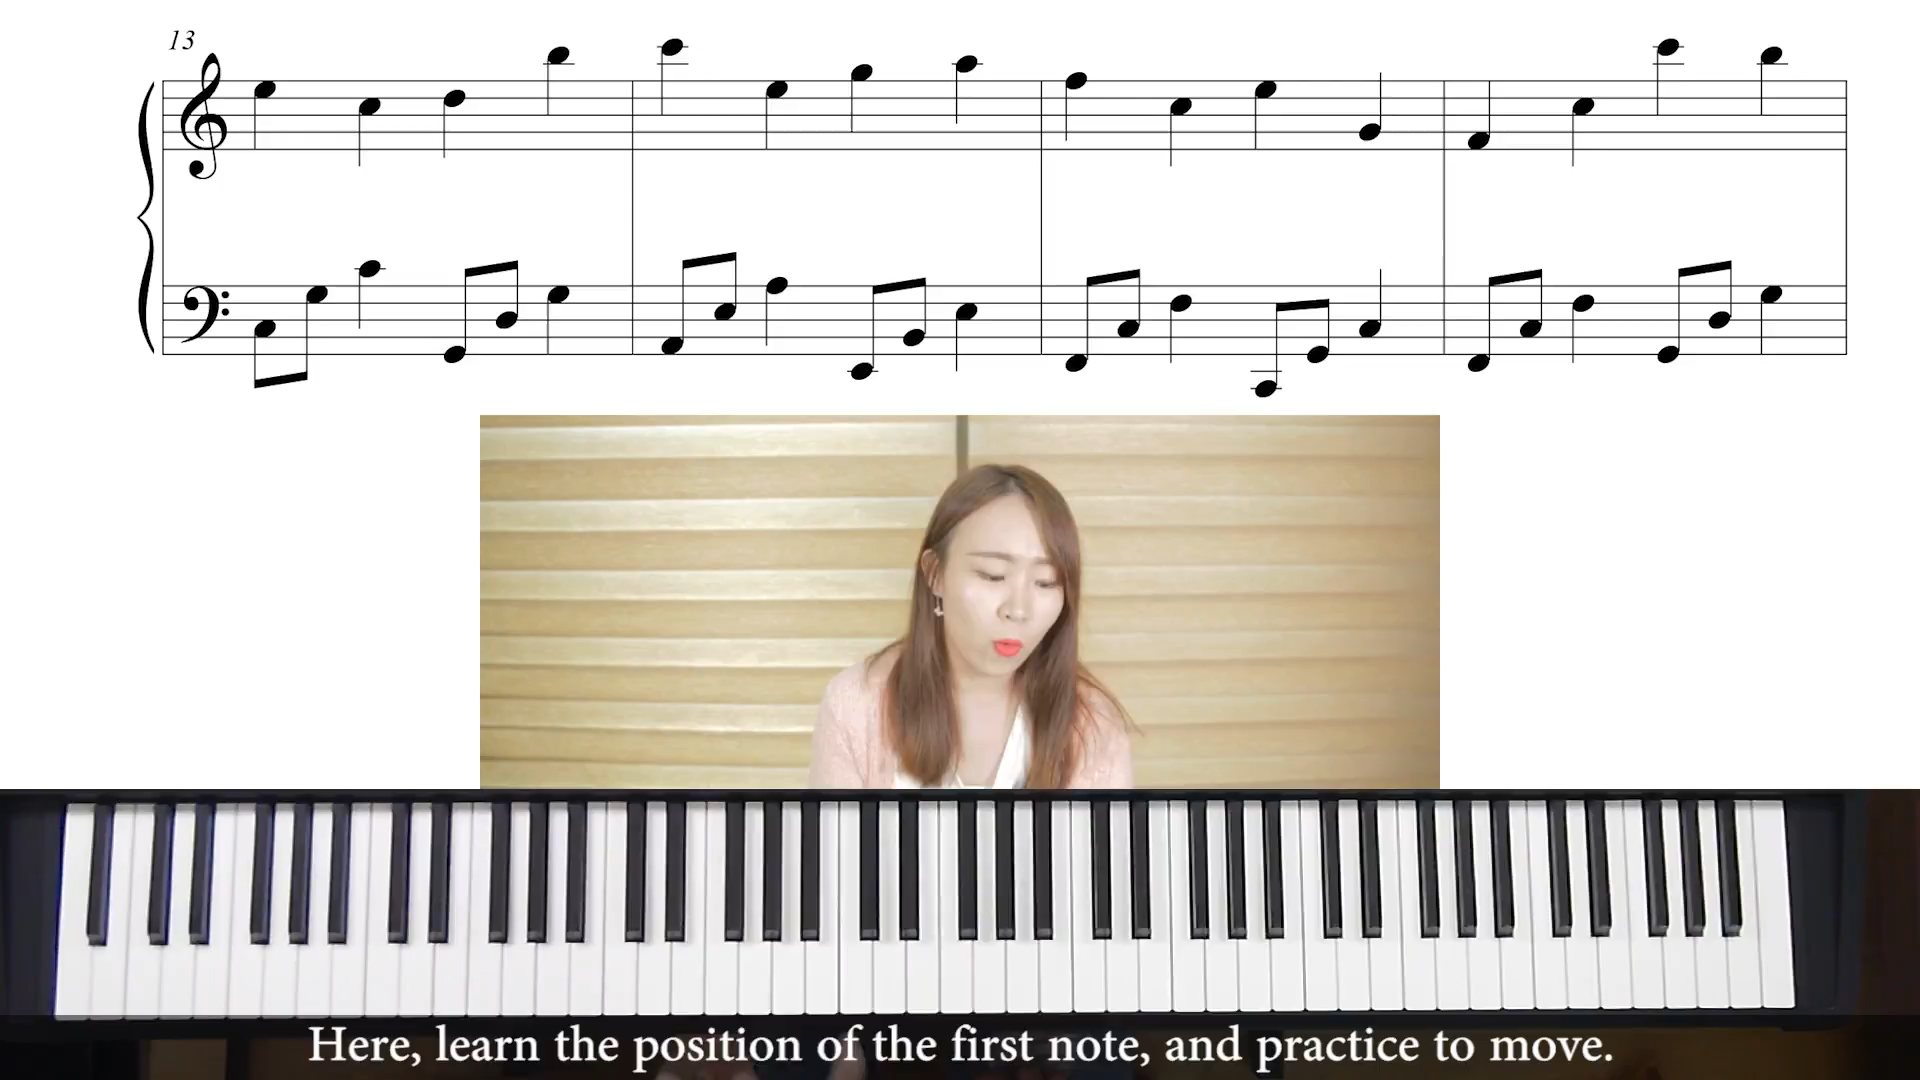 13
Here, learn the position of the first note, and practice to move.